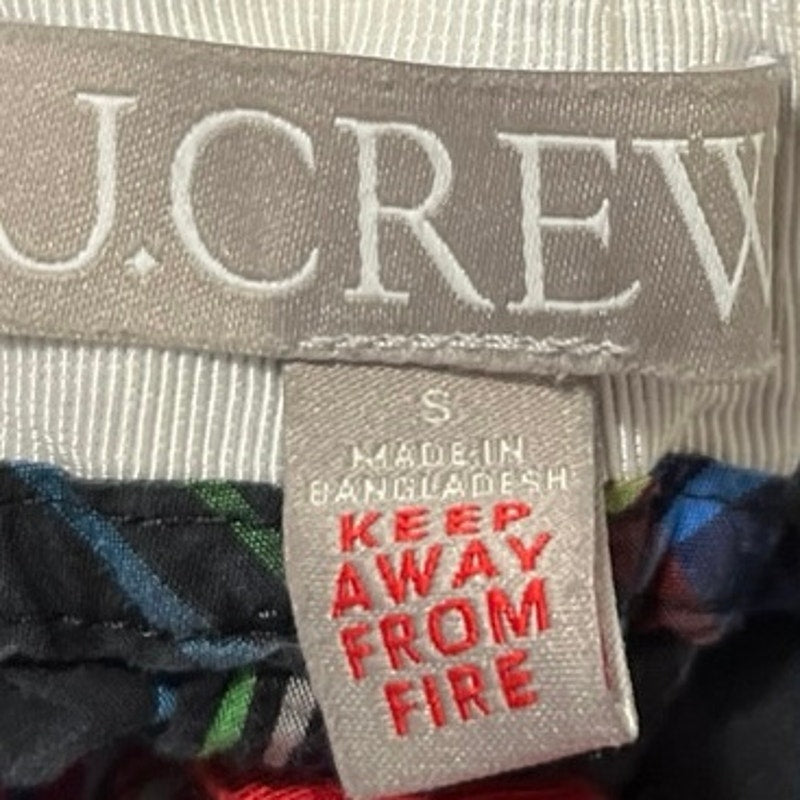 J.CREW
S
MADE IN
BANGLADESH
KEEP
AWAY
FROM
FIRE